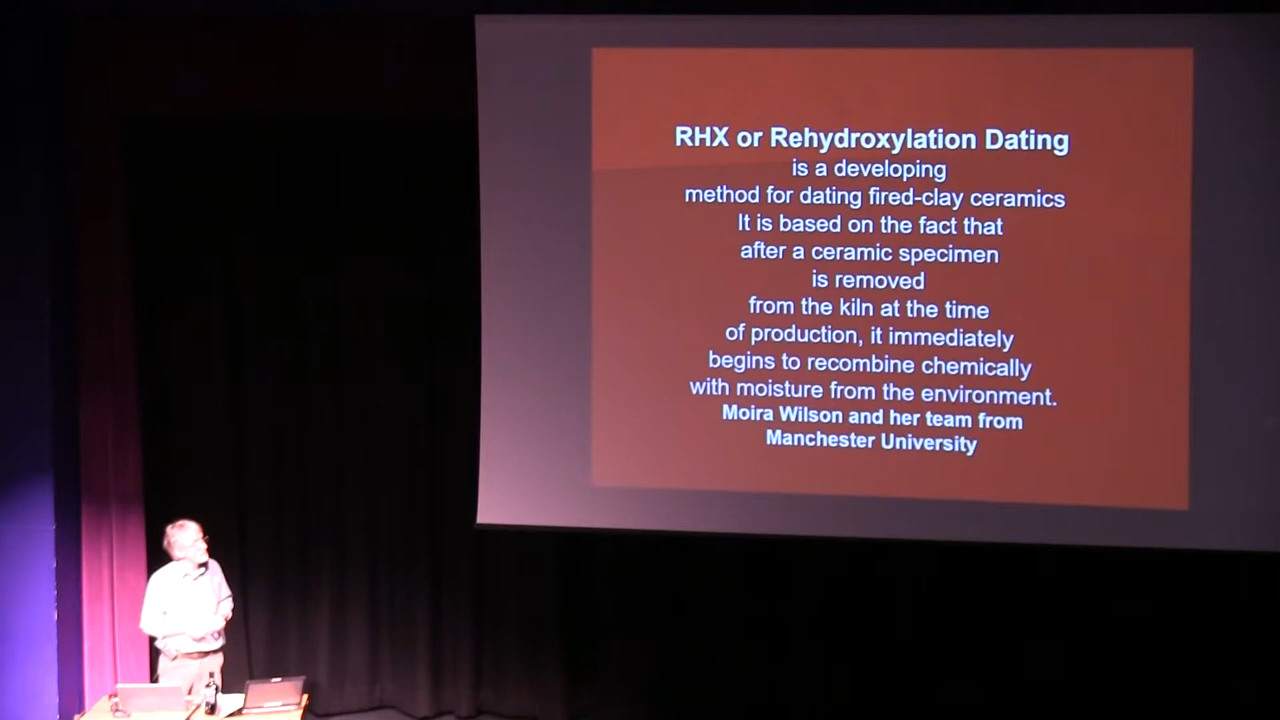 RHX or Rehydroxylation Dating
is a developing
method for dating fired-clay ceramics
It is based on the fact that
after a ceramic specimen
is removed
from the kiln at the time
of production, it immediately
begins to recombine chemically
with moisture from the environment.
Moira Wilson and her team from
Manchester University